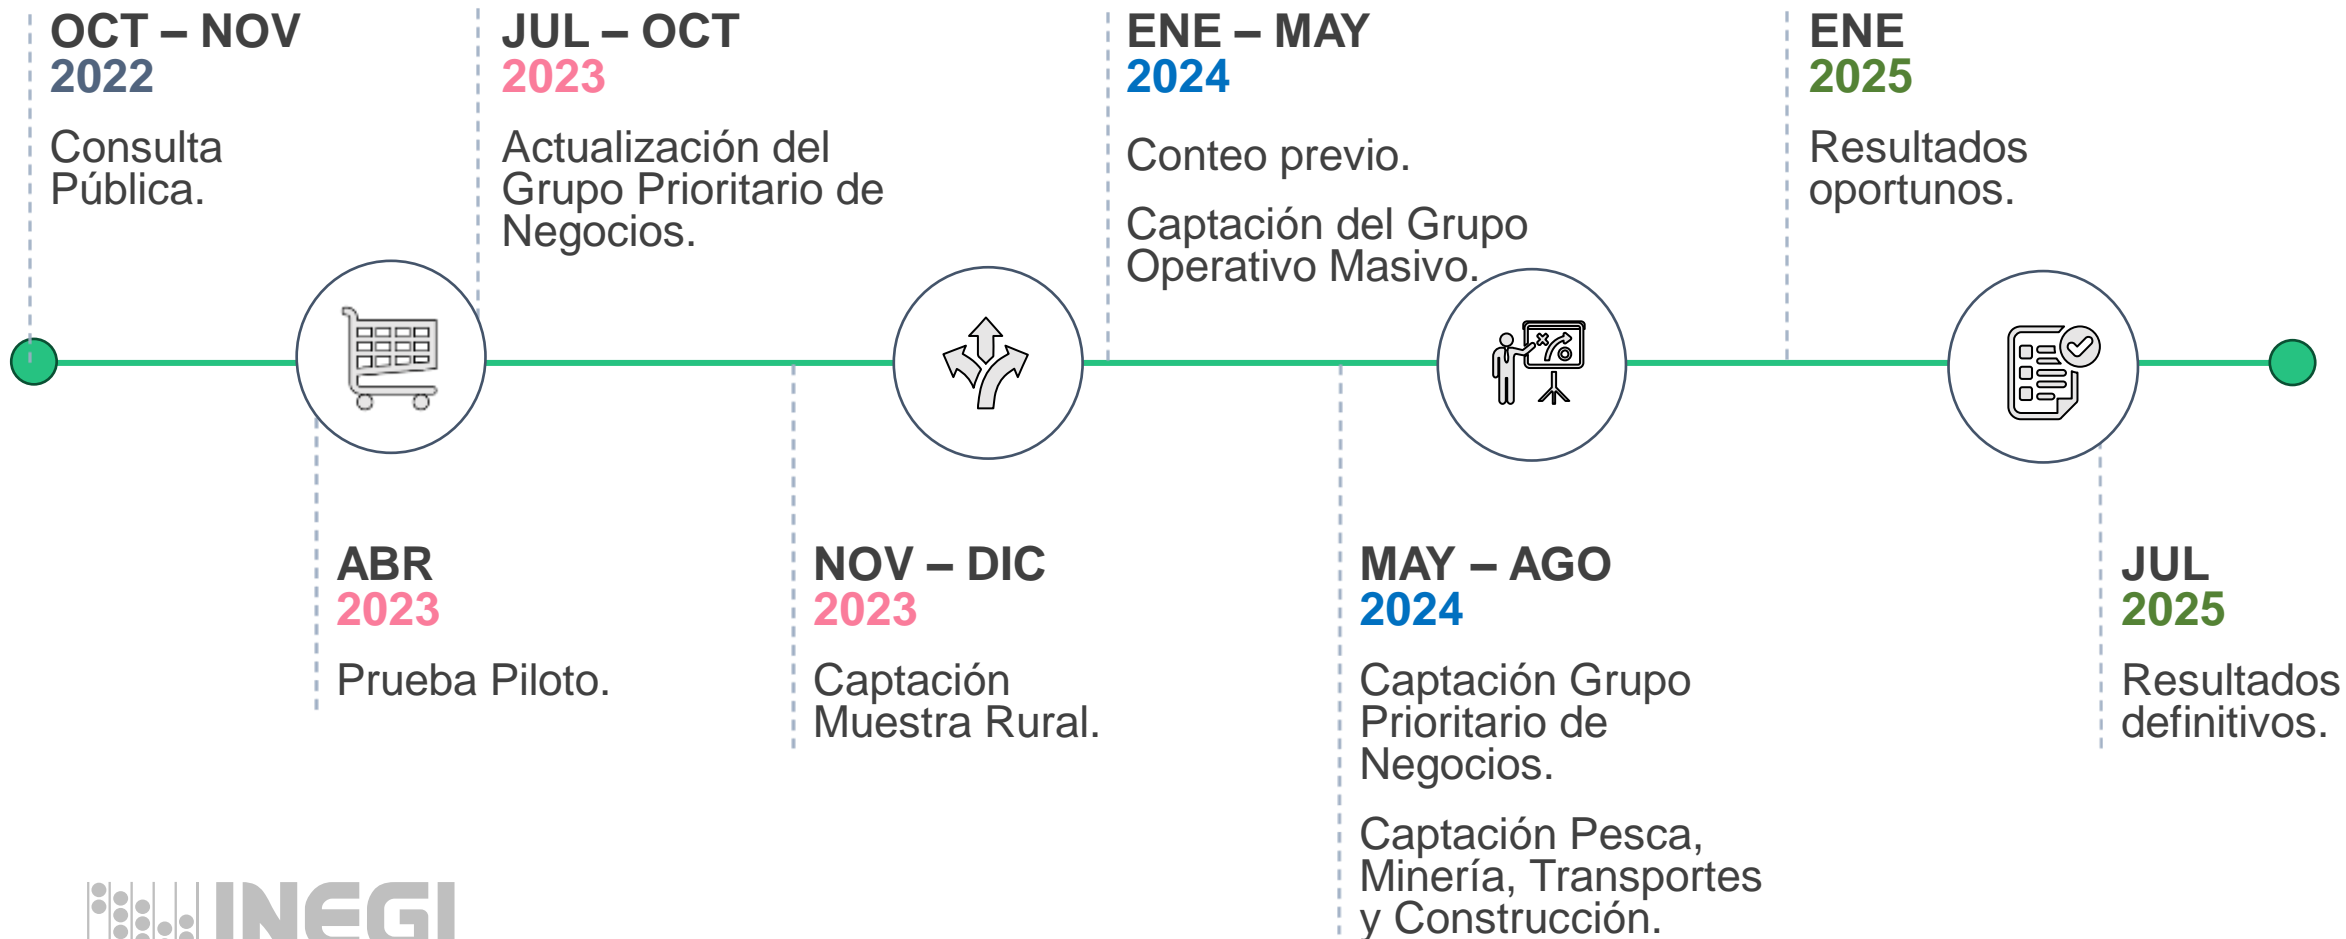 OCT – NOV
2022
Consulta
Pública.
ABR
2023
Prueba Piloto.
JUL – OCT
2023
Actualización del
Grupo Prioritario de
Negocios.
NOV – DIC
2023
Captación
Muestra Rural.
ENE – MAY
2024
Conteo previo.
Captación del Grupo
Operativo Masivo.
MAY – AGO
2024
Captación Grupo
Prioritario de
Negocios.
Captación Pesca,
Minería, Transportes
y Construcción.
ENE
2025
Resultados
oportunos.
JUL
2025
Resultados
definitivos.
INEGI